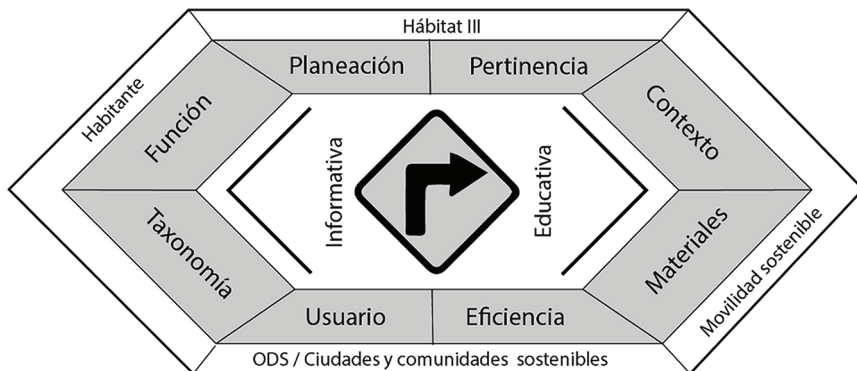 Hábitat III
Planeación
Pertinencia
Habitante
Función
Contexto
Informativa
Educativa
Taxonomía
Materiales
Movilidad sostenible
Usuario
Eficiencia
ODS / Ciudades y comunidades sostenibles